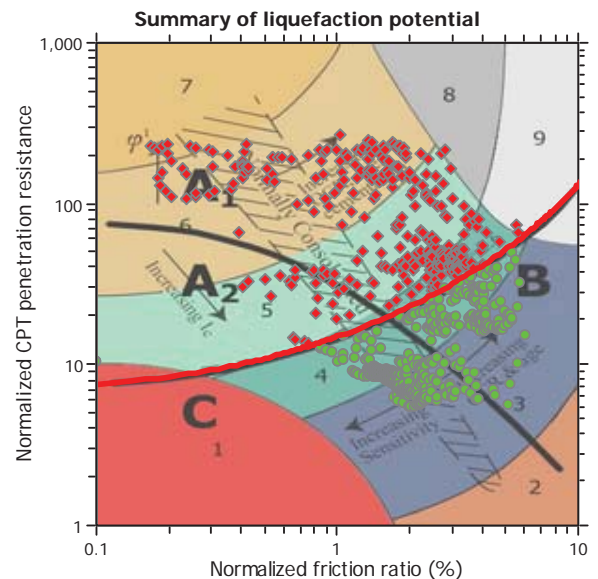 Summary of liquefaction potential
Normalized CPT penetration resistance
1,000
100
10
1
0.1
1
10
Normalized friction ratio (%)
7
8
9
φ'
A1
6
A2
5
Increasing Ic
B
4
C
1
Increasing
Sensitivity
Increasing
3
2